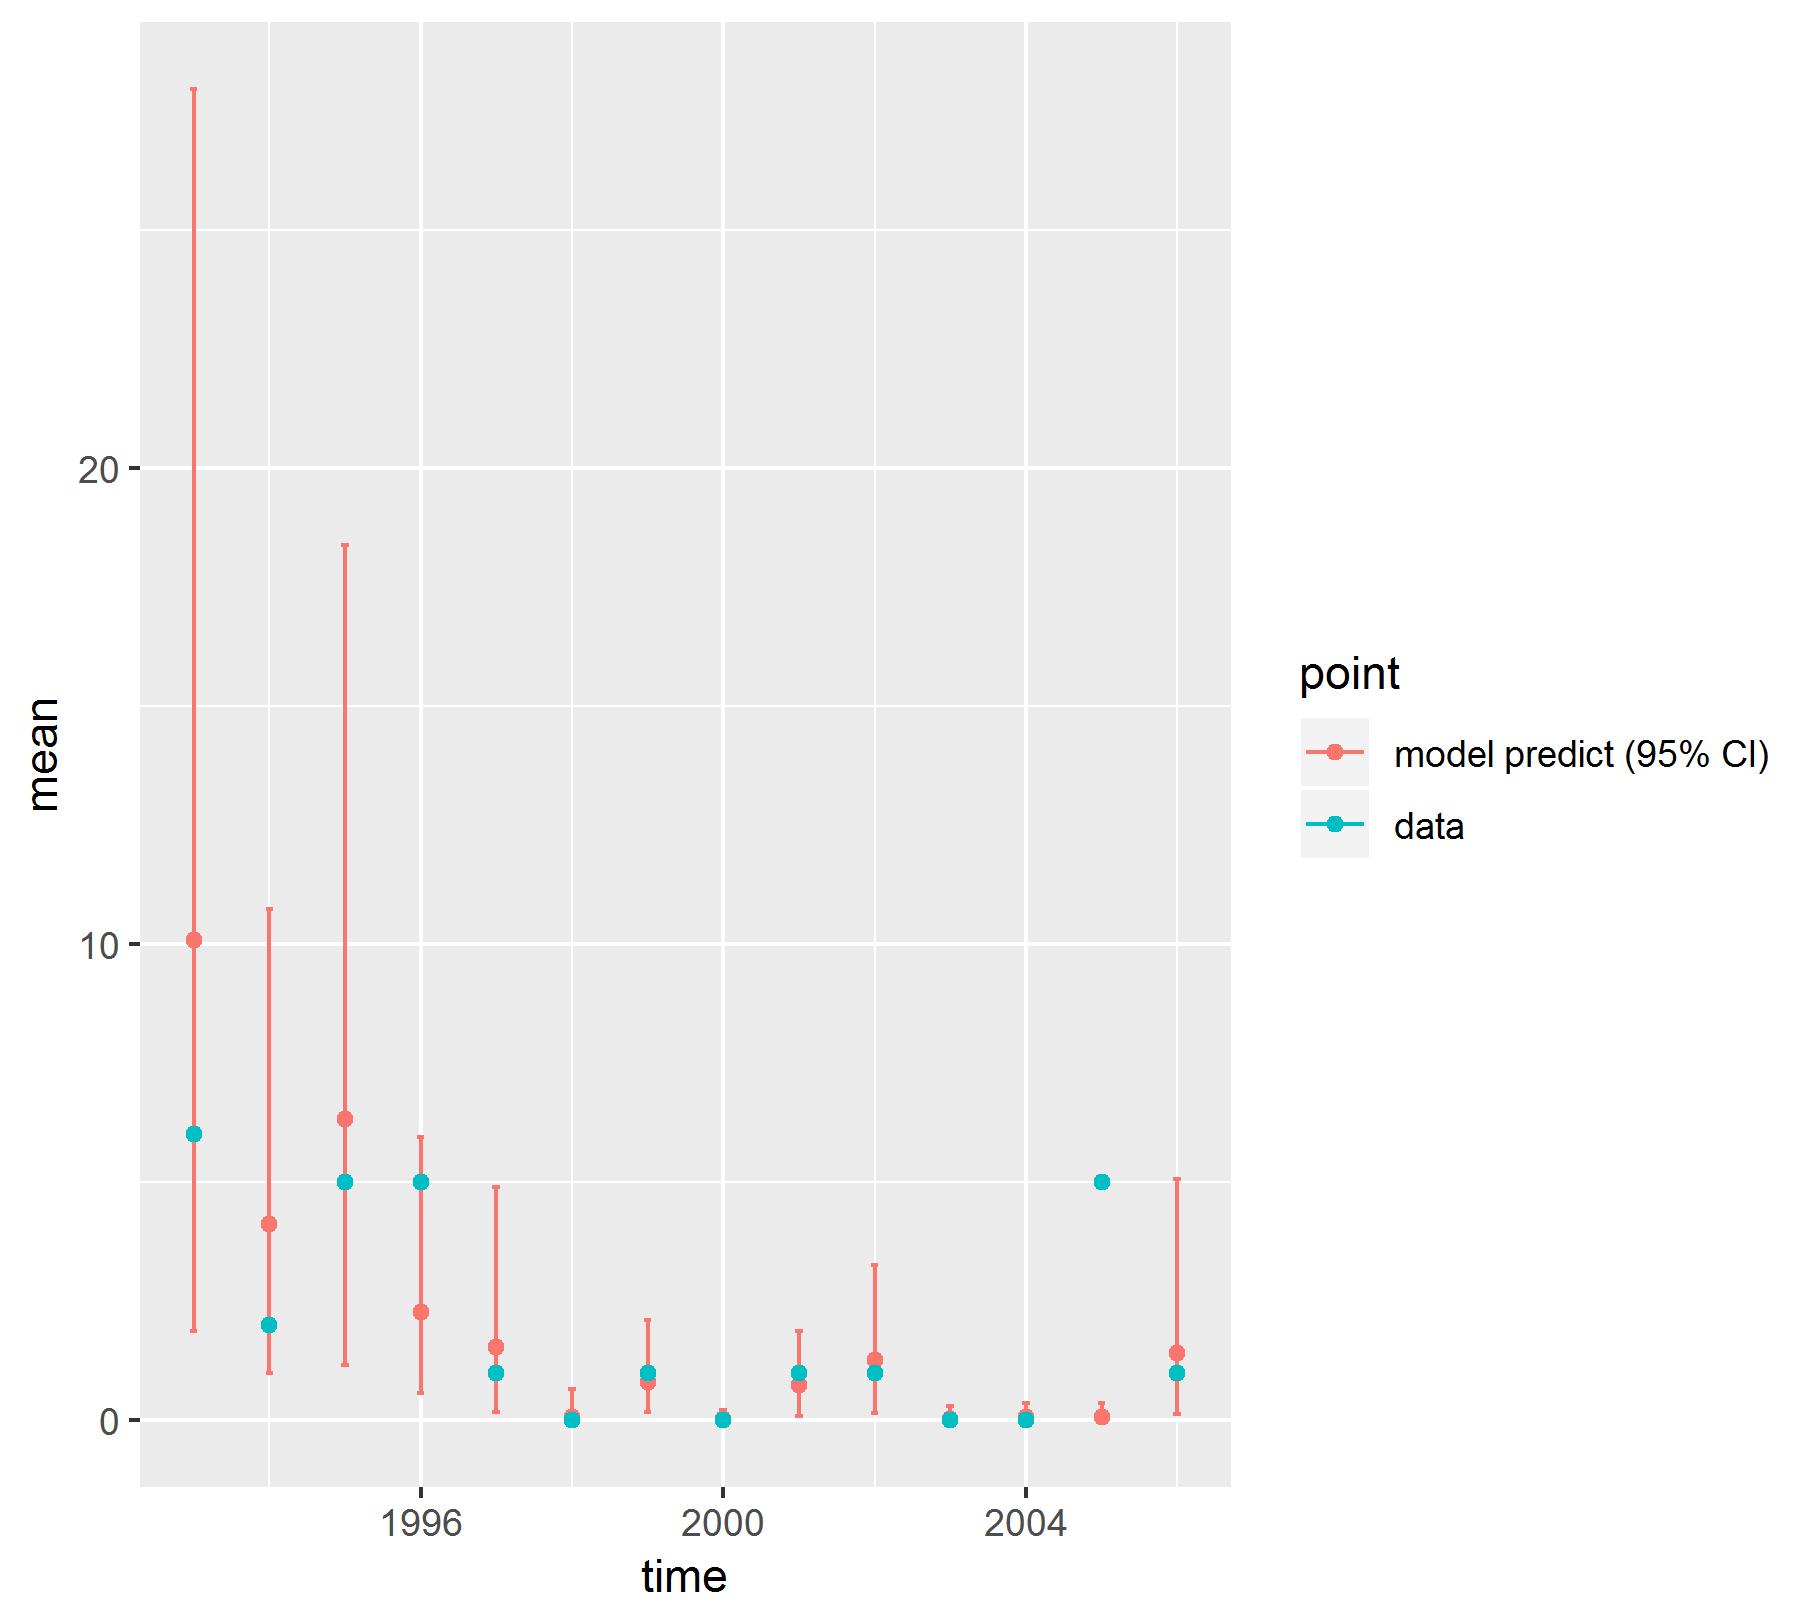 mean
20
10
0
1996
2000
2004
time
point
model predict (95% CI)
data